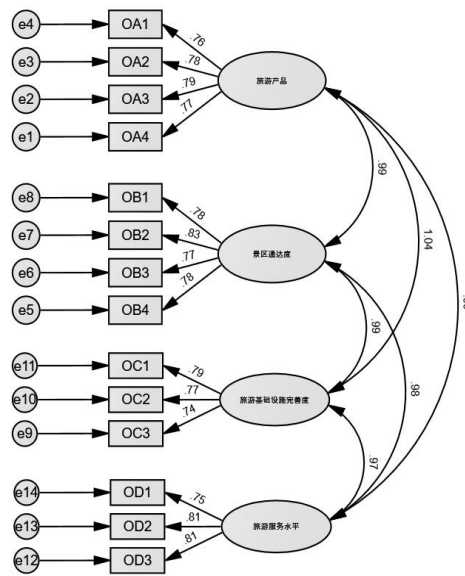 e4 OA1 .76
e3 OA2 .78
e2 OA3 .79
e1 OA4 .77
旅游产品
.99
e8 OB1 .78
e7 OB2 .83
e6 OB3 .77
e5 OB4 .78
景区通达度
1.04
.99
.98
e11 OC1 .79
e10 OC2 .77
e9 OC3 .74
旅游基础设施完善度
.97
e14 OD1 .75
e13 OD2 .81
e12 OD3 .81
旅游服务水平